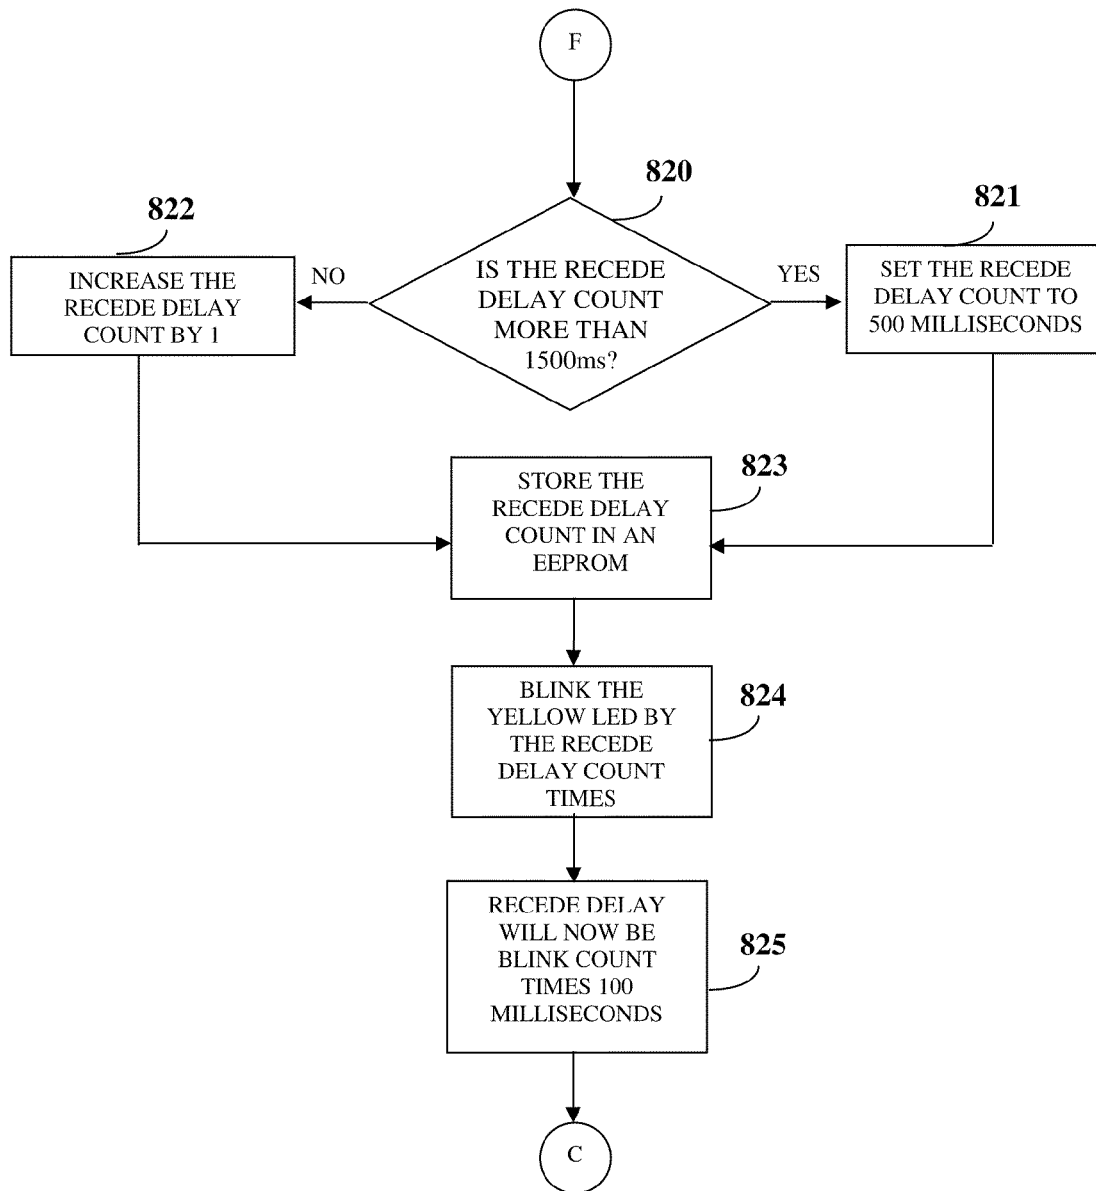 F
820
821
822
IS THE RECEDE
DELAY COUNT
MORE THAN
1500ms?
NO
YES
INCREASE THE
RECEDE DELAY
COUNT BY 1
SET THE RECEDE
DELAY COUNT TO
500 MILLISECONDS
823
STORE THE
RECEDE DELAY
COUNT IN AN
EEPROM
824
BLINK THE
YELLOW LED BY
THE RECEDE
DELAY COUNT
TIMES
825
RECEDE DELAY
WILL NOW BE
BLINK COUNT
TIMES 100
MILLISECONDS
C